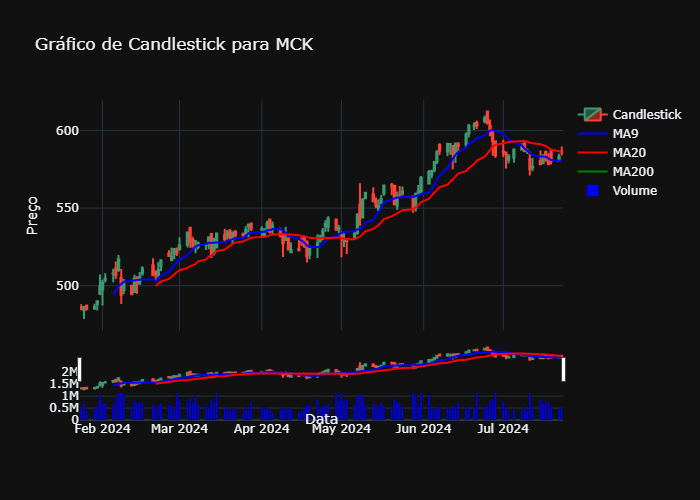 Gráfico de Candlestick para MCK
Candlestick
MA9
MA20
MA200
Volume
Preço
600
550
500
2M
1.5M
1M
0.5M
0
Feb 2024
Mar 2024
Apr 2024
May 2024
Jun 2024
Jul 2024
Data